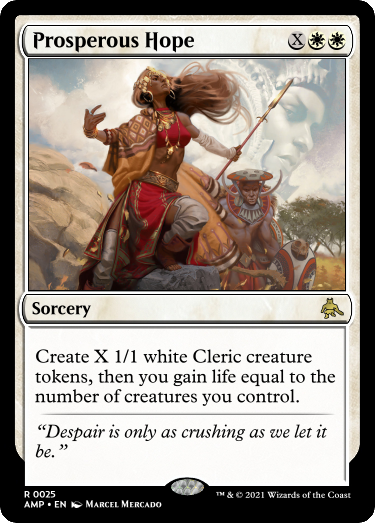 Prosperous Hope X
Sorcery
Create X 1/1 white Cleric creature
tokens, then you gain life equal to the
number of creatures you control.
“Despair is only as crushing as we let it
be.”
R 0025
AMP • EN Marcel Mercado
™ & © 2021 Wizards of the Coast